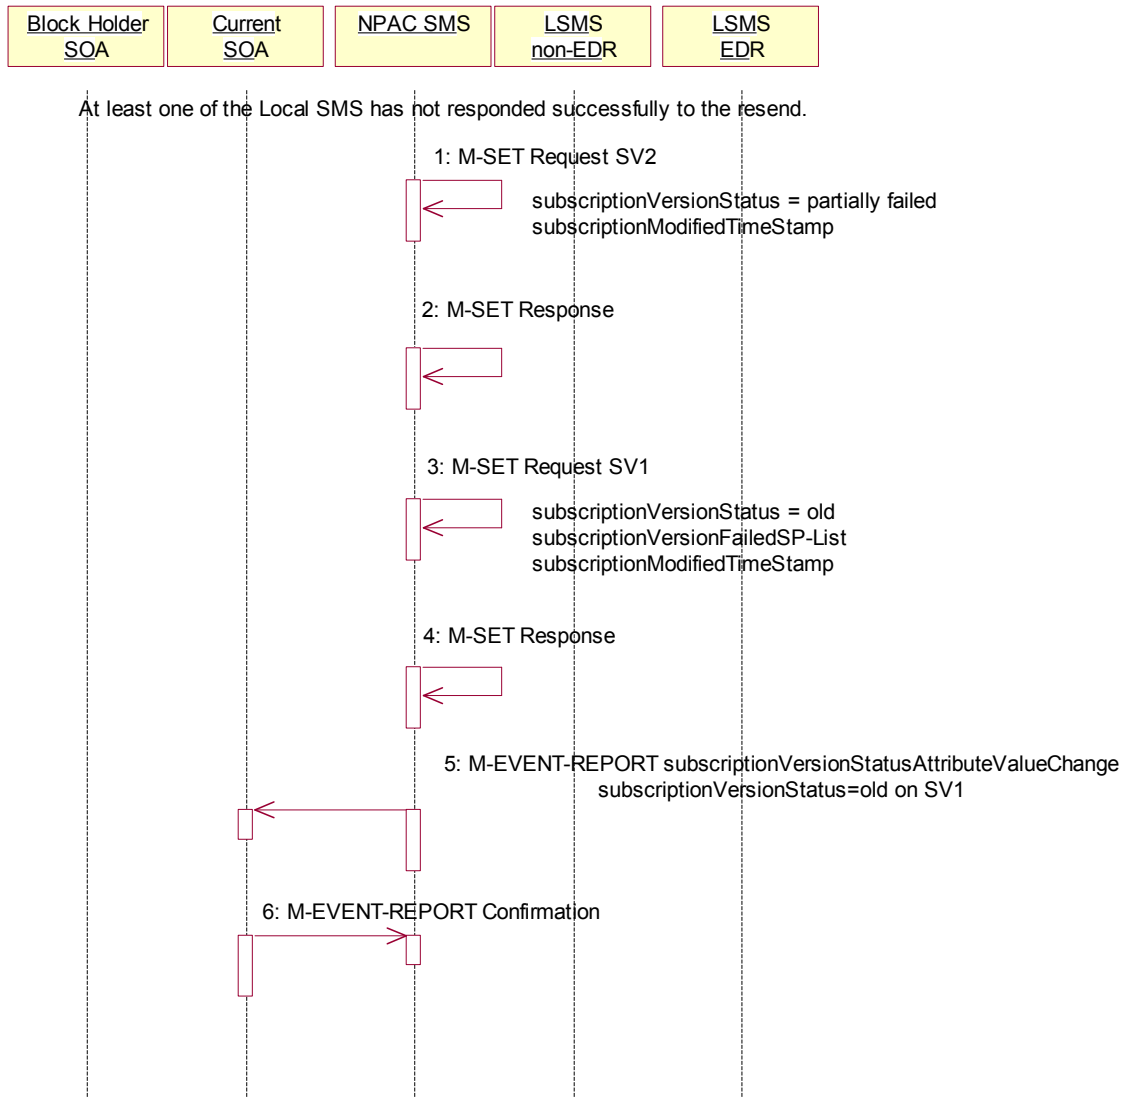 Block Holder
SOA
Current
SOA
NPAC SMS
LSMS
non-EDR
LSMS
EDR
At least one of the Local SMS has not responded successfully to the resend.
1: M-SET Request SV2
subscriptionVersionStatus = partially failed
subscriptionModifiedTimeStamp
2: M-SET Response
3: M-SET Request SV1
subscriptionVersionStatus = old
subscriptionVersionFailedSP-List
subscriptionModifiedTimeStamp
4: M-SET Response
5: M-EVENT-REPORT subscriptionVersionStatusAttributeValueChange
subscriptionVersionStatus=old on SV1
6: M-EVENT-REPORT Confirmation